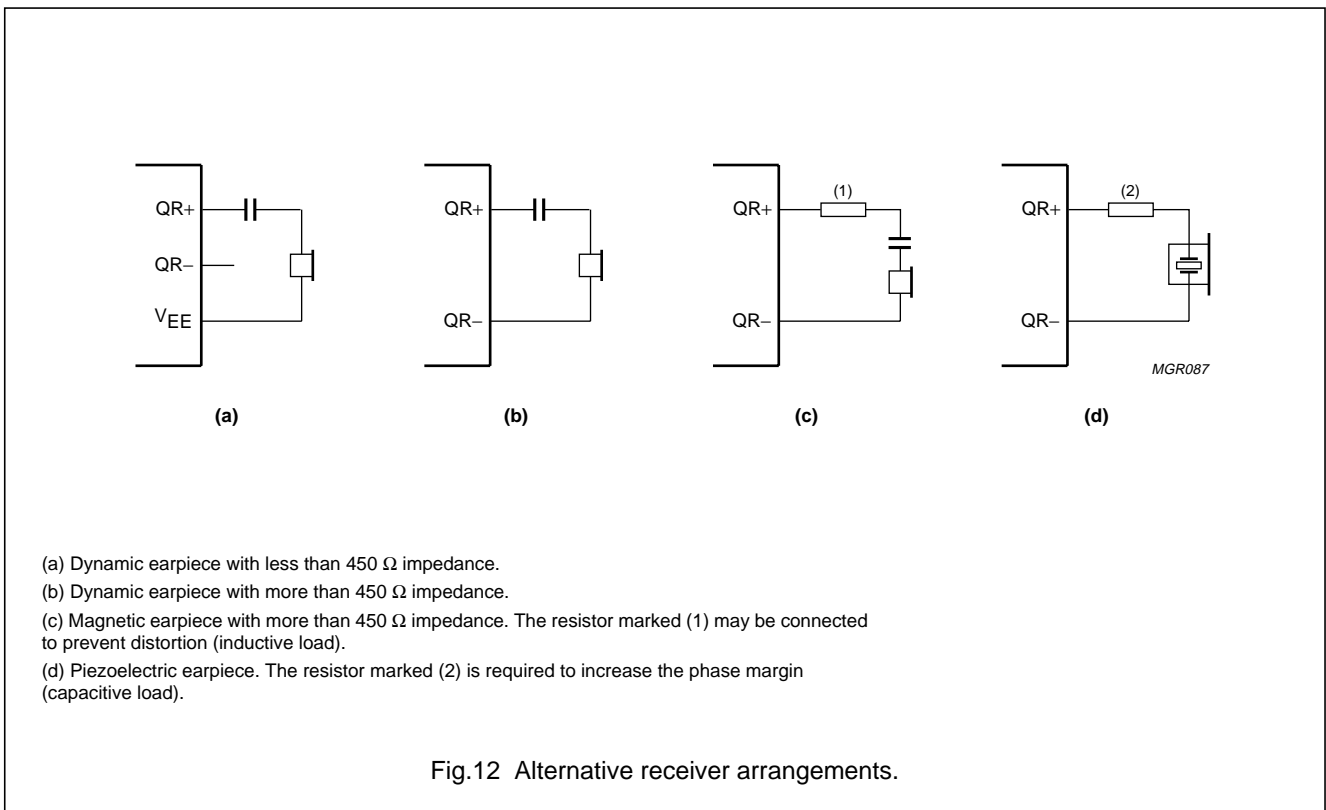 QR+
QR−
VEE
(a)
QR+
QR−
(b)
(1)
QR+
QR−
(c)
(2)
QR+
QR−
MGR087
(d)
(a) Dynamic earpiece with less than 450 Ω impedance.
(b) Dynamic earpiece with more than 450 Ω impedance.
(c) Magnetic earpiece with more than 450 Ω impedance. The resistor marked (1) may be connected
to prevent distortion (inductive load).
(d) Piezoelectric earpiece. The resistor marked (2) is required to increase the phase margin
(capacitive load).
Fig.12 Alternative receiver arrangements.